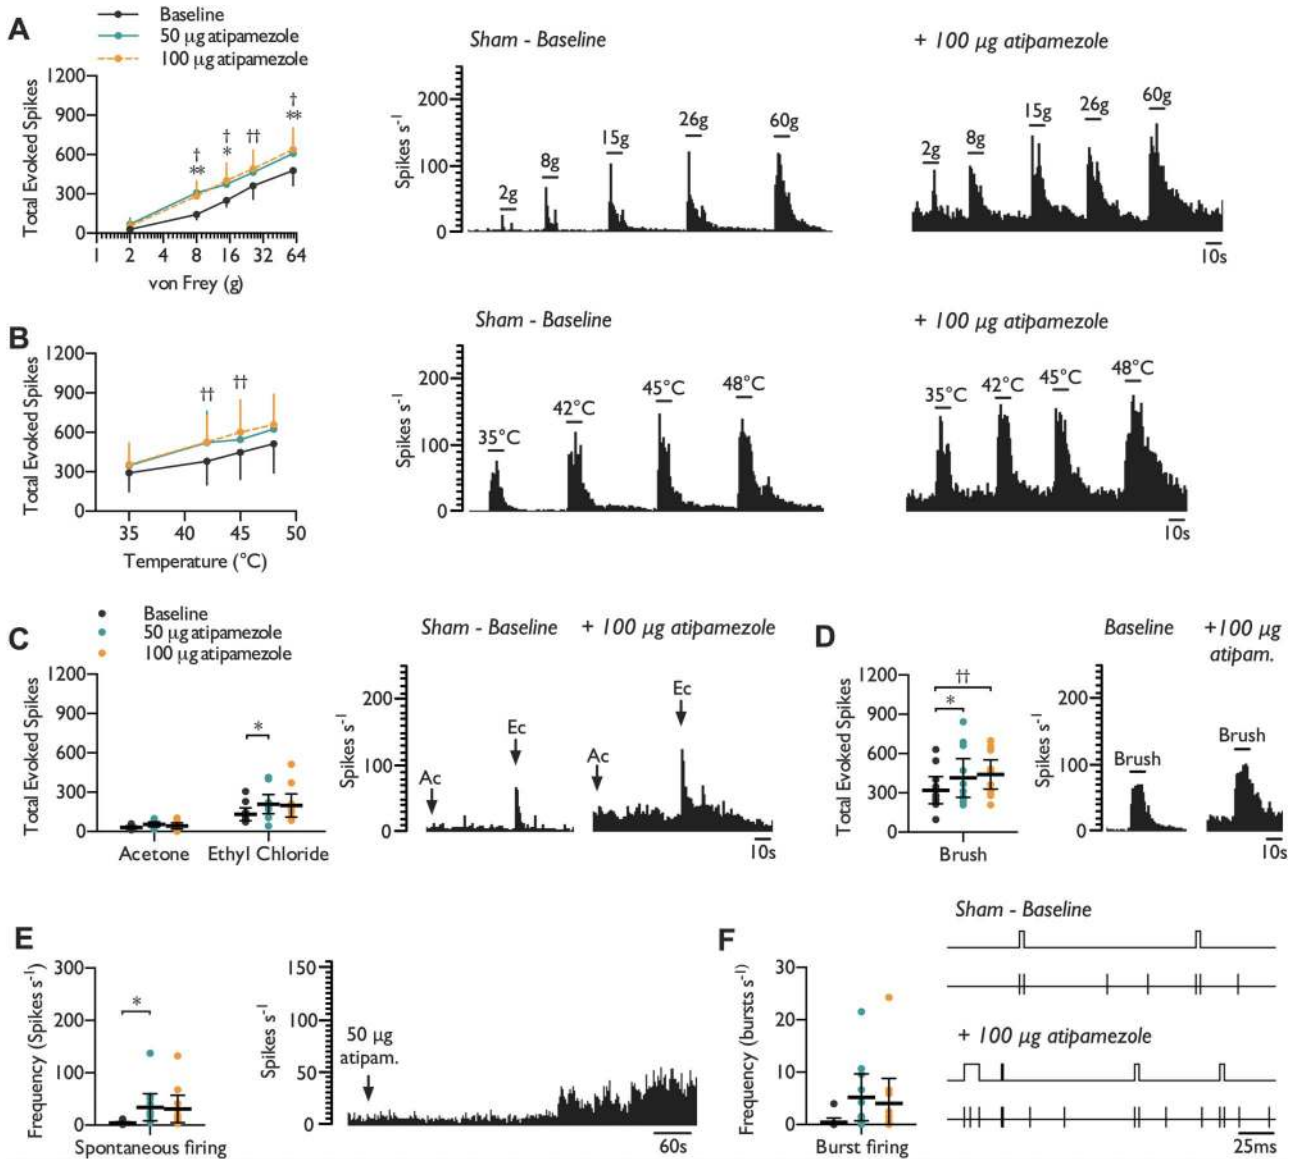 A
Baseline
50 µg atipamezole
100 µg atipamezole
Total Evoked Spikes
1200
900
600
300
0
1 2 4 8 16 32 64
von Frey (g)
** † * † †† ** †
Sham - Baseline
+ 100 µg atipamezole
Spikes s⁻¹
200
100
0
2g 8g 15g 26g 60g
2g 8g 15g 26g 60g
10s
B
Total Evoked Spikes
1200
900
600
300
0
35 40 45 50
Temperature (°C)
†† ††
Sham - Baseline
+ 100 µg atipamezole
Spikes s⁻¹
200
100
0
35°C 42°C 45°C 48°C
35°C 42°C 45°C 48°C
10s
C
Baseline
50 µg atipamezole
100 µg atipamezole
Total Evoked Spikes
1200
900
600
300
0
*
Acetone Ethyl Chloride
Sham - Baseline + 100 µg atipamezole
Spikes s⁻¹
200
100
0
Ac Ec
Ac Ec
10s
D
Total Evoked Spikes
1200
900
600
300
0
††
*
Brush
Baseline
+100 µg
atipam.
Spikes s⁻¹
200
100
0
Brush
Brush
10s
E
Frequency (Spikes s⁻¹)
300
200
100
0
*
Spontaneous firing
Spikes s⁻¹
150
100
50
0
50 µg
atipam.
60s
F
Frequency (bursts s⁻¹)
30
20
10
0
Burst firing
Sham - Baseline
+ 100 µg atipamezole
25ms